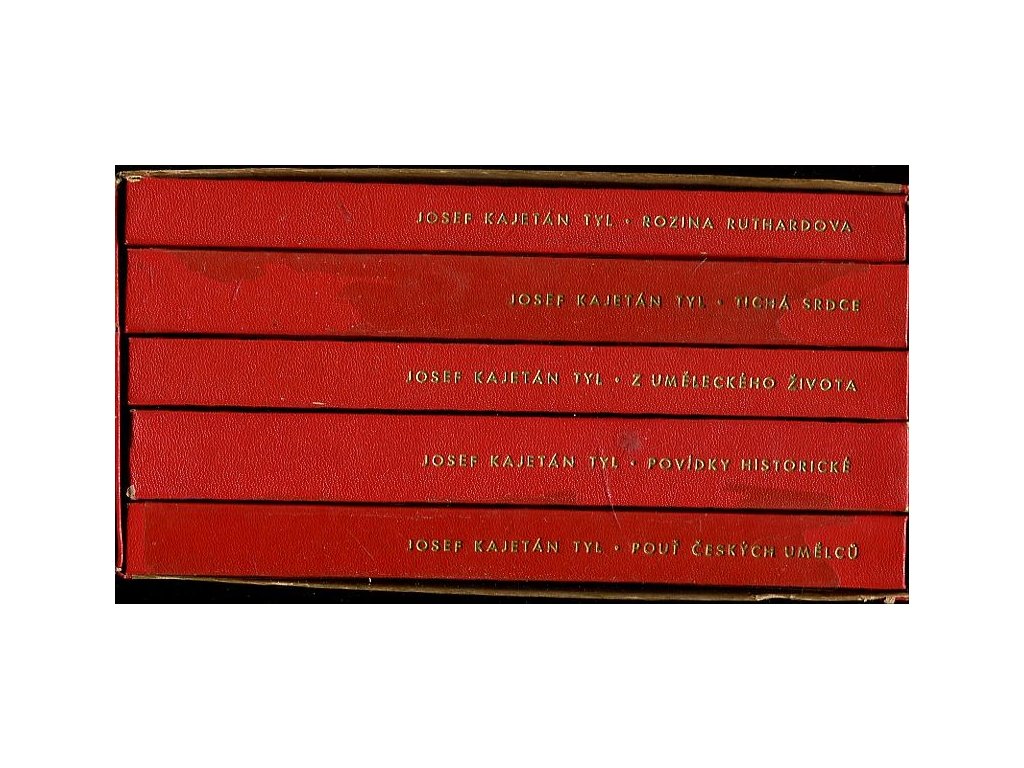 JOSEF KAJETÁN TYL • ROZINA RUTHARDOVA
JOSEF KAJETÁN TYL • TICHÁ SRDCE
JOSEF KAJETÁN TYL • Z UMĚLECKÉHO ŽIVOTA
JOSEF KAJETÁN TYL • POVÍDKY HISTORICKÉ
JOSEF KAJETÁN TYL • POUŤ ČESKÝCH UMĚLCŮ